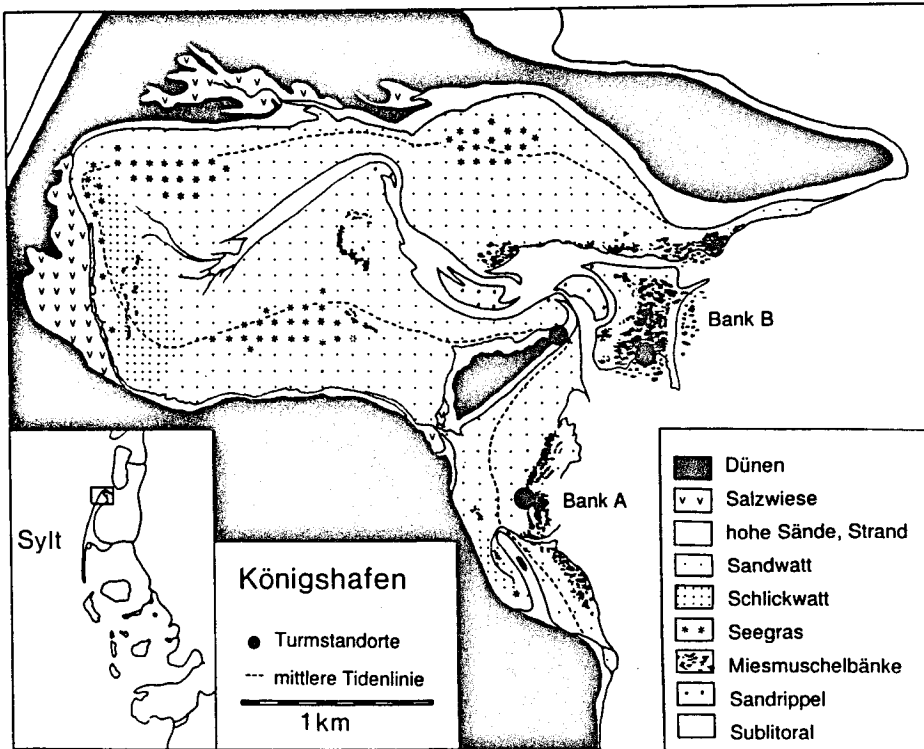 Bank B
Bank A
Sylt
Königshafen
Turmstandorte
mittlere Tidenlinie
1 km
Dünen
Salzwiese
hohe Sände, Strand
Sandwatt
Schlickwatt
Seegras
Miesmuschelbänke
Sandrippel
Sublitoral